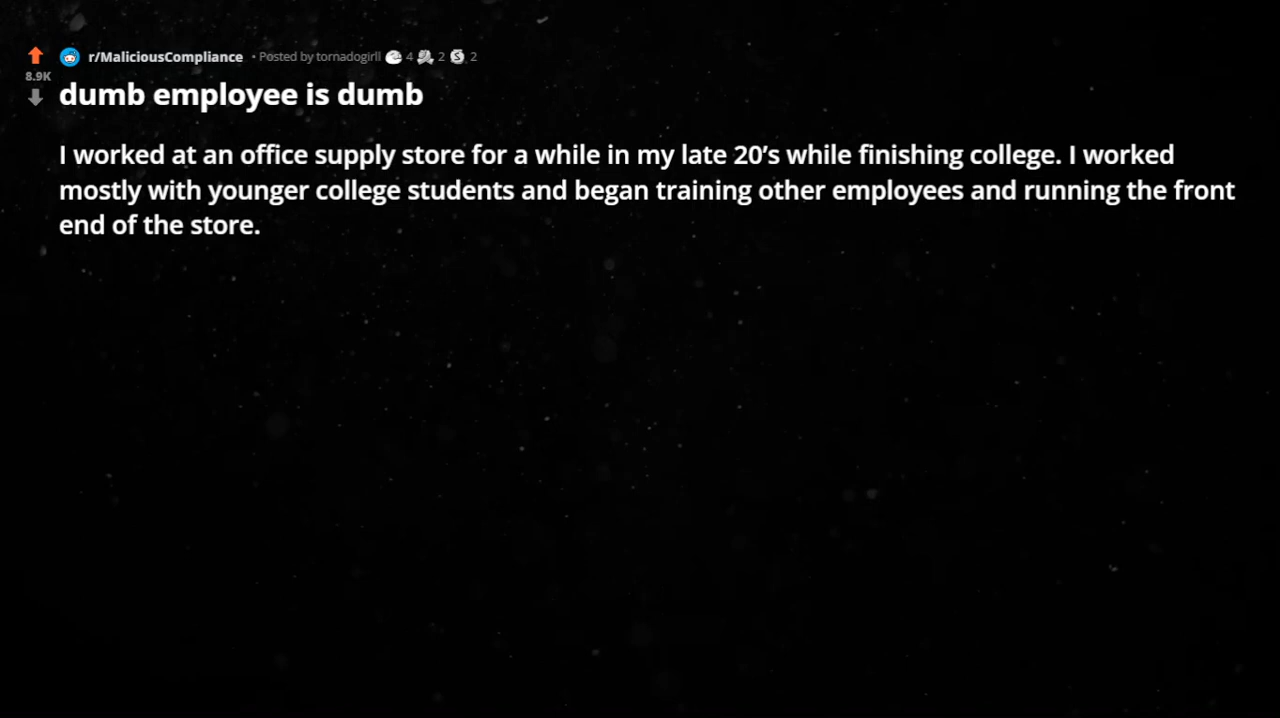 r/MaliciousCompliance • Posted by tornadogirll 4 2 2
8.9K
dumb employee is dumb
I worked at an office supply store for a while in my late 20’s while finishing college. I worked
mostly with younger college students and began training other employees and running the front
end of the store.